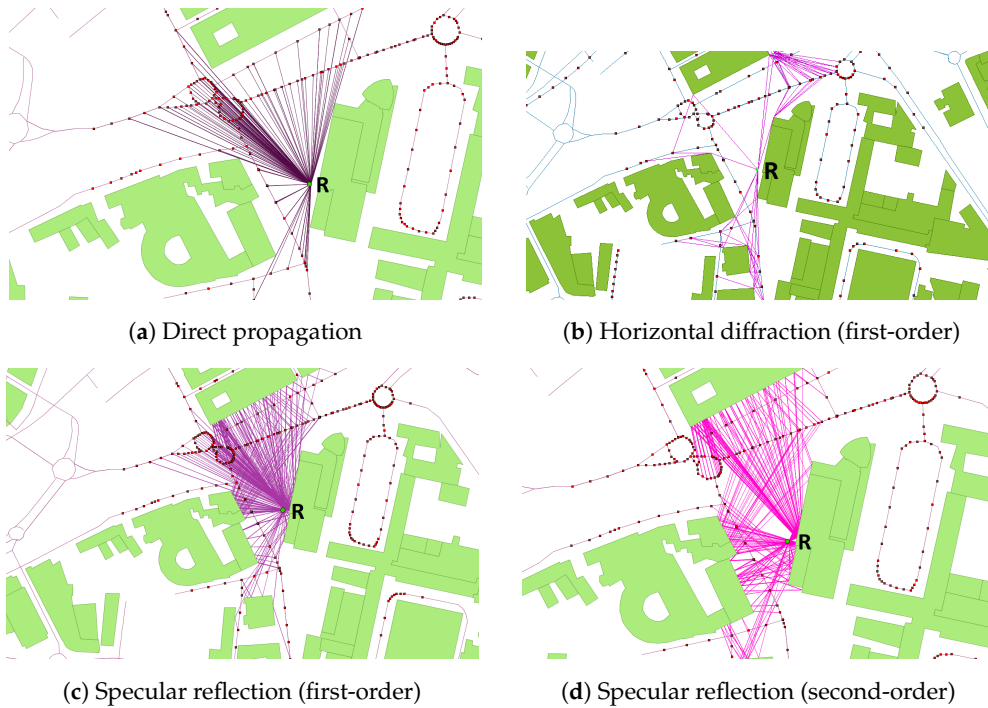 R
R
(a) Direct propagation
(b) Horizontal diffraction (first-order)
R
R
(c) Specular reflection (first-order)
(d) Specular reflection (second-order)